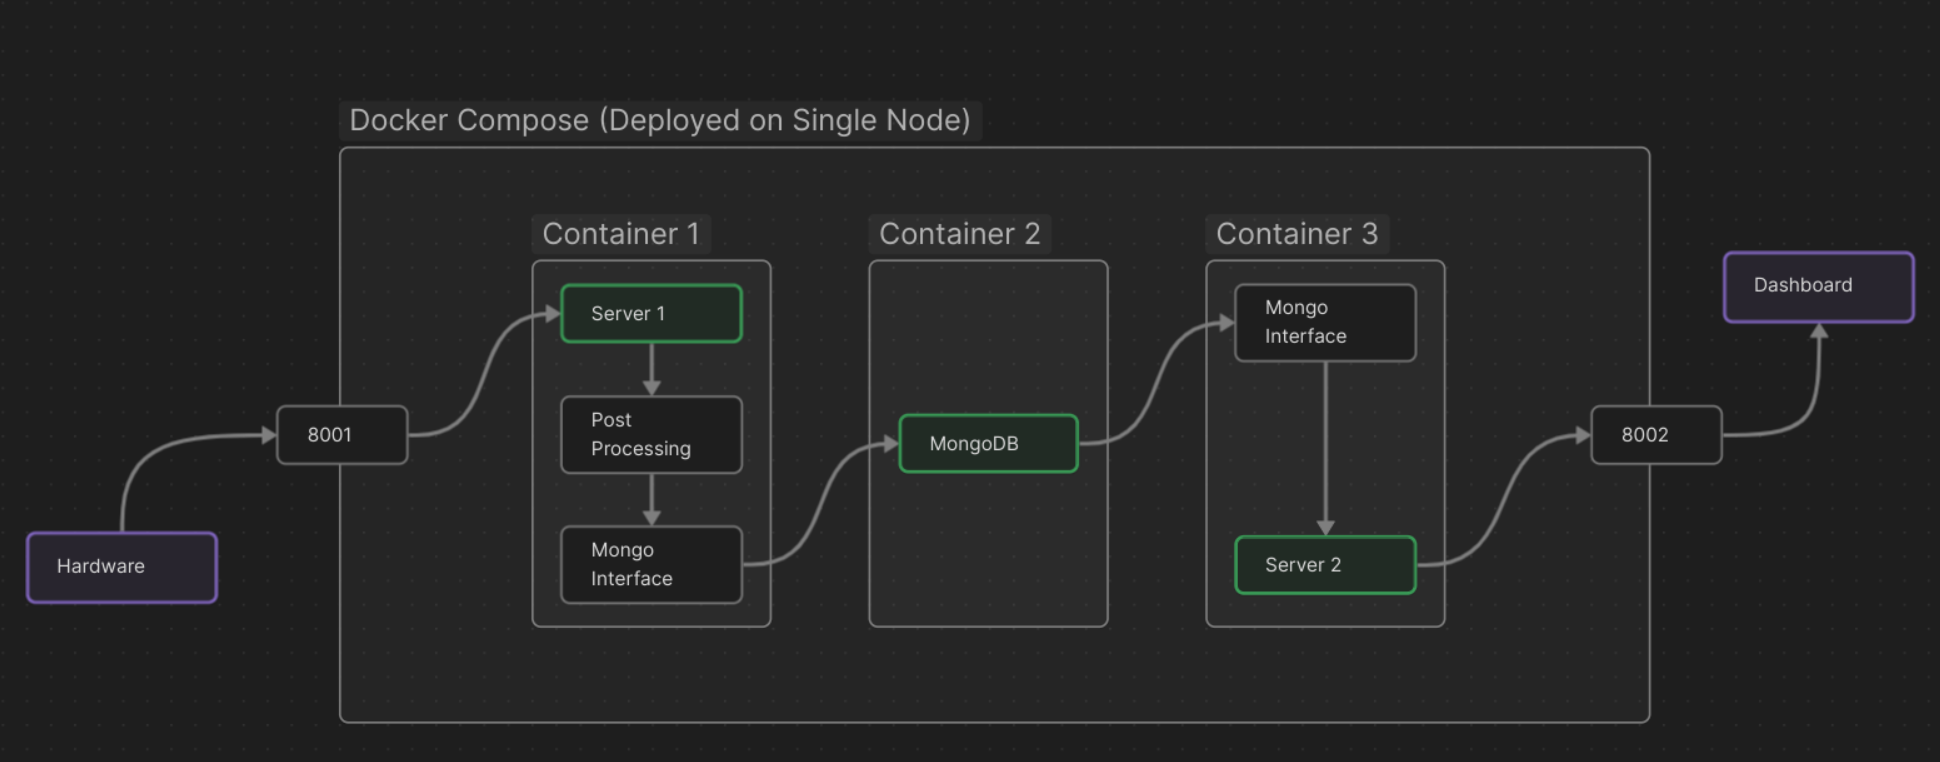 Docker Compose (Deployed on Single Node)
Container 1
Container 2
Container 3
Hardware
8001
Server 1
Post
Processing
Mongo
Interface
MongoDB
Mongo
Interface
Server 2
8002
Dashboard